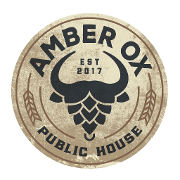 AMBER OX
EST
2017
PUBLIC HOUSE